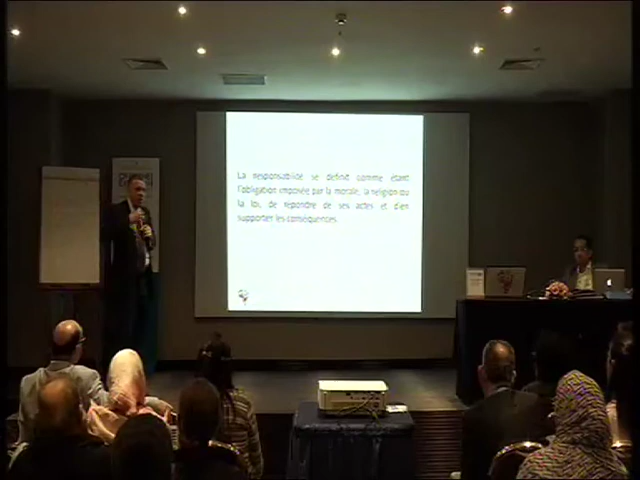 La responsabilité se définit comme étant
l'obligation imposée par la morale, la religion ou
la loi, de répondre de ses actes et d'en
supporter les conséquences.